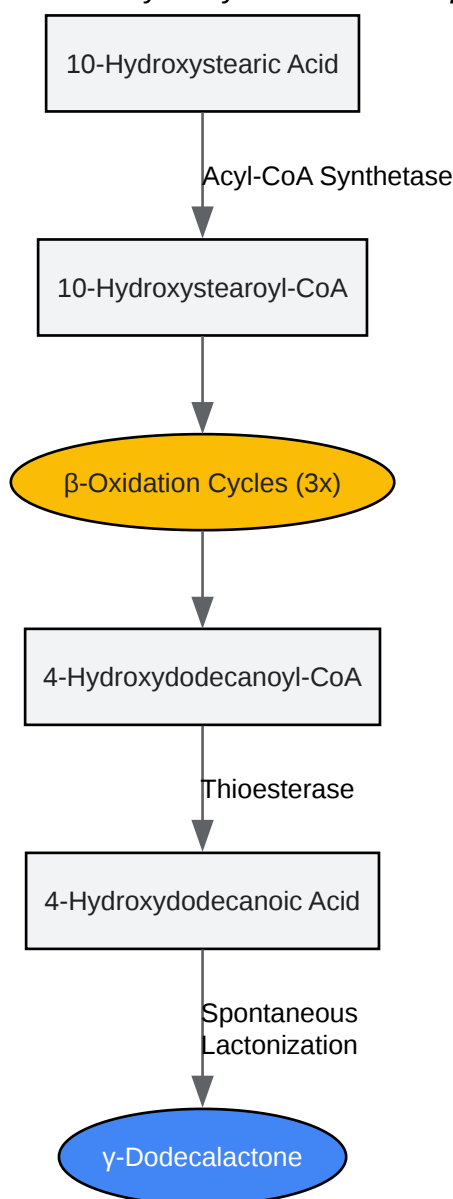 10-Hydroxystearic Acid
Acyl-CoA Synthetase
10-Hydroxystearoyl-CoA
β-Oxidation Cycles (3x)
4-Hydroxydodecanoyl-CoA
Thioesterase
4-Hydroxydodecanoic Acid
Spontaneous
Lactonization
γ-Dodecalactone